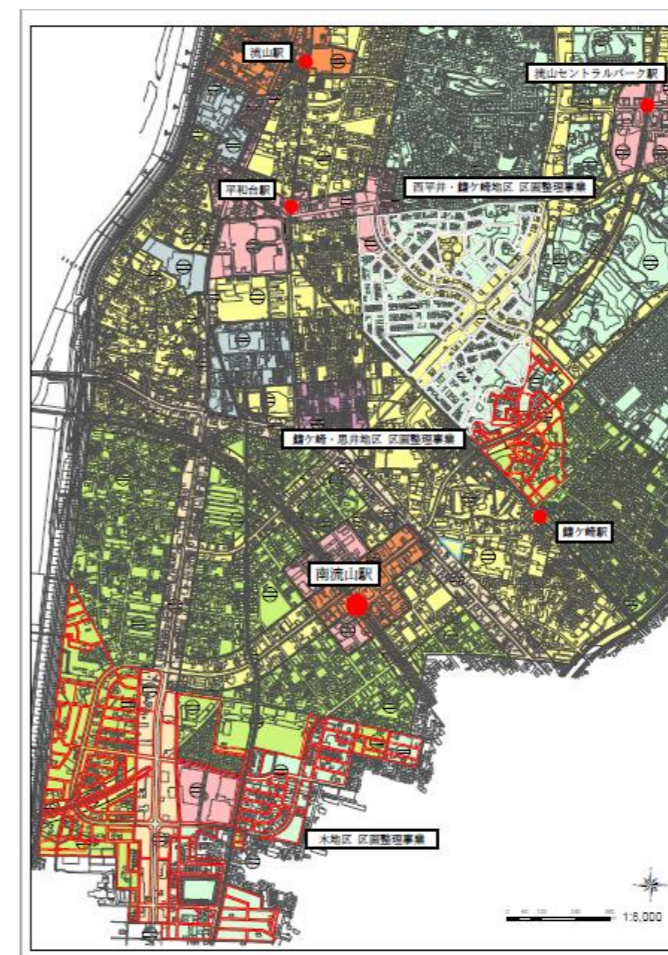 流山駅
流山セントラルパーク駅
平和台駅
西平井・鰭ケ崎地区 区画整理事業
鰭ケ崎・思井地区 区画整理事業
鰭ケ崎駅
南流山駅
木地区 区画整理事業
1:8,000